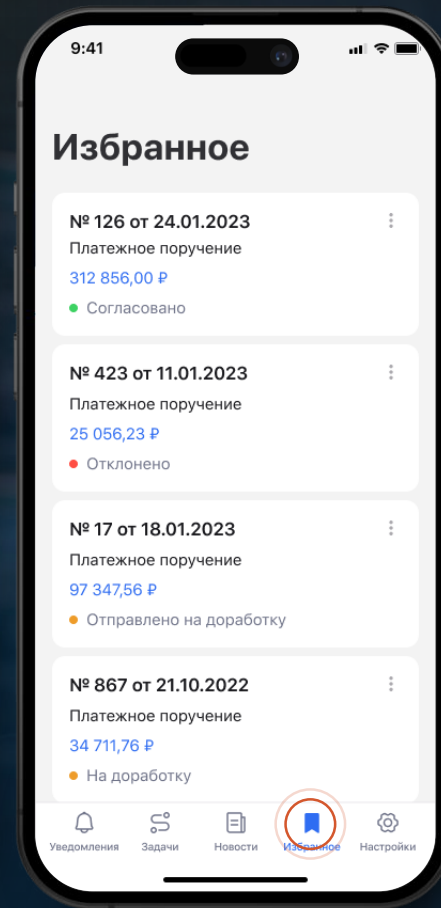 9:41
Избранное
№ 126 от 24.01.2023
Платежное поручение
312 856,00 ₽
Согласовано
№ 423 от 11.01.2023
Платежное поручение
25 056,23 ₽
Отклонено
№ 17 от 18.01.2023
Платежное поручение
97 347,56 ₽
Отправлено на доработку
№ 867 от 21.10.2022
Платежное поручение
34 711,76 ₽
На доработку
Уведомления Задачи Новости Избранное Настройки